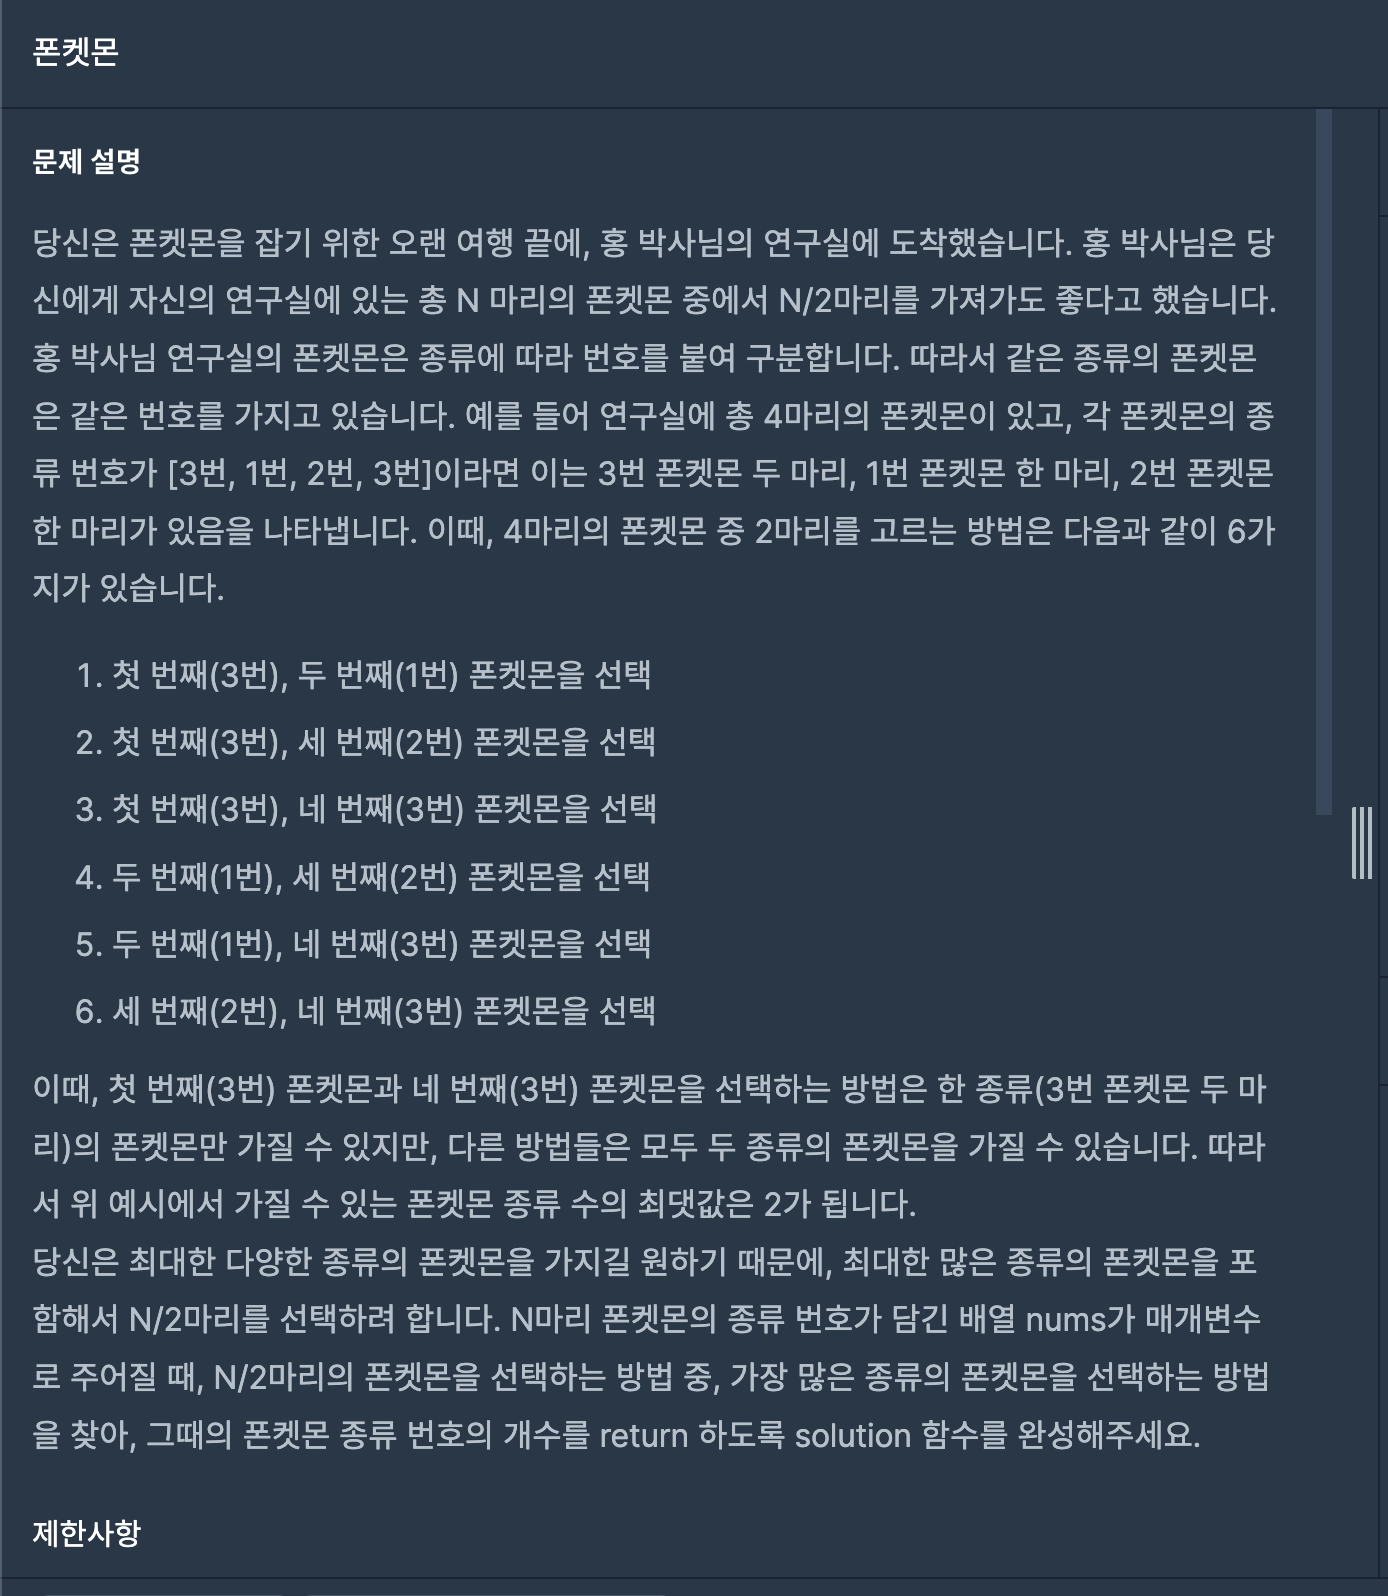 폰켓몬
문제 설명
당신은 폰켓몬을 잡기 위한 오랜 여행 끝에, 홍 박사님의 연구실에 도착했습니다. 홍 박사님은 당
신에게 자신의 연구실에 있는 총 N 마리의 폰켓몬 중에서 N/2마리를 가져가도 좋다고 했습니다.
홍 박사님 연구실의 폰켓몬은 종류에 따라 번호를 붙여 구분합니다. 따라서 같은 종류의 폰켓몬
은 같은 번호를 가지고 있습니다. 예를 들어 연구실에 총 4마리의 폰켓몬이 있고, 각 폰켓몬의 종
류 번호가 [3번, 1번, 2번, 3번]이라면 이는 3번 폰켓몬 두 마리, 1번 폰켓몬 한 마리, 2번 폰켓몬
한 마리가 있음을 나타냅니다. 이때, 4마리의 폰켓몬 중 2마리를 고르는 방법은 다음과 같이 6가
지가 있습니다.
1. 첫 번째(3번), 두 번째(1번) 폰켓몬을 선택
2. 첫 번째(3번), 세 번째(2번) 폰켓몬을 선택
3. 첫 번째(3번), 네 번째(3번) 폰켓몬을 선택
4. 두 번째(1번), 세 번째(2번) 폰켓몬을 선택
5. 두 번째(1번), 네 번째(3번) 폰켓몬을 선택
6. 세 번째(2번), 네 번째(3번) 폰켓몬을 선택
이때, 첫 번째(3번) 폰켓몬과 네 번째(3번) 폰켓몬을 선택하는 방법은 한 종류(3번 폰켓몬 두 마
리)의 폰켓몬만 가질 수 있지만, 다른 방법들은 모두 두 종류의 폰켓몬을 가질 수 있습니다. 따라
서 위 예시에서 가질 수 있는 폰켓몬 종류 수의 최댓값은 2가 됩니다.
당신은 최대한 다양한 종류의 폰켓몬을 가지길 원하기 때문에, 최대한 많은 종류의 폰켓몬을 포
함해서 N/2마리를 선택하려 합니다. N마리 폰켓몬의 종류 번호가 담긴 배열 nums가 매개변수
로 주어질 때, N/2마리의 폰켓몬을 선택하는 방법 중, 가장 많은 종류의 폰켓몬을 선택하는 방법
을 찾아, 그때의 폰켓몬 종류 번호의 개수를 return 하도록 solution 함수를 완성해주세요.
제한사항